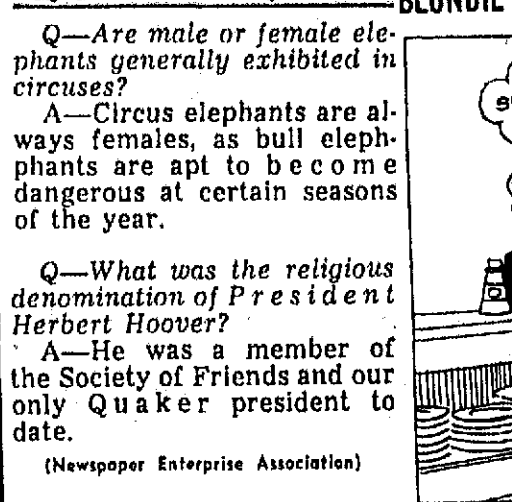 BLONDIE
Q—Are male or female ele-
phants generally exhibited in
circuses?
A—Circus elephants are al-
ways females, as bull eleph-
phants are apt to become
dangerous at certain seasons
of the year.
Q—What was the religious
denomination of President
Herbert Hoover?
A—He was a member of
the Society of Friends and our
only Quaker president to
date.
(Newspaper Enterprise Association)